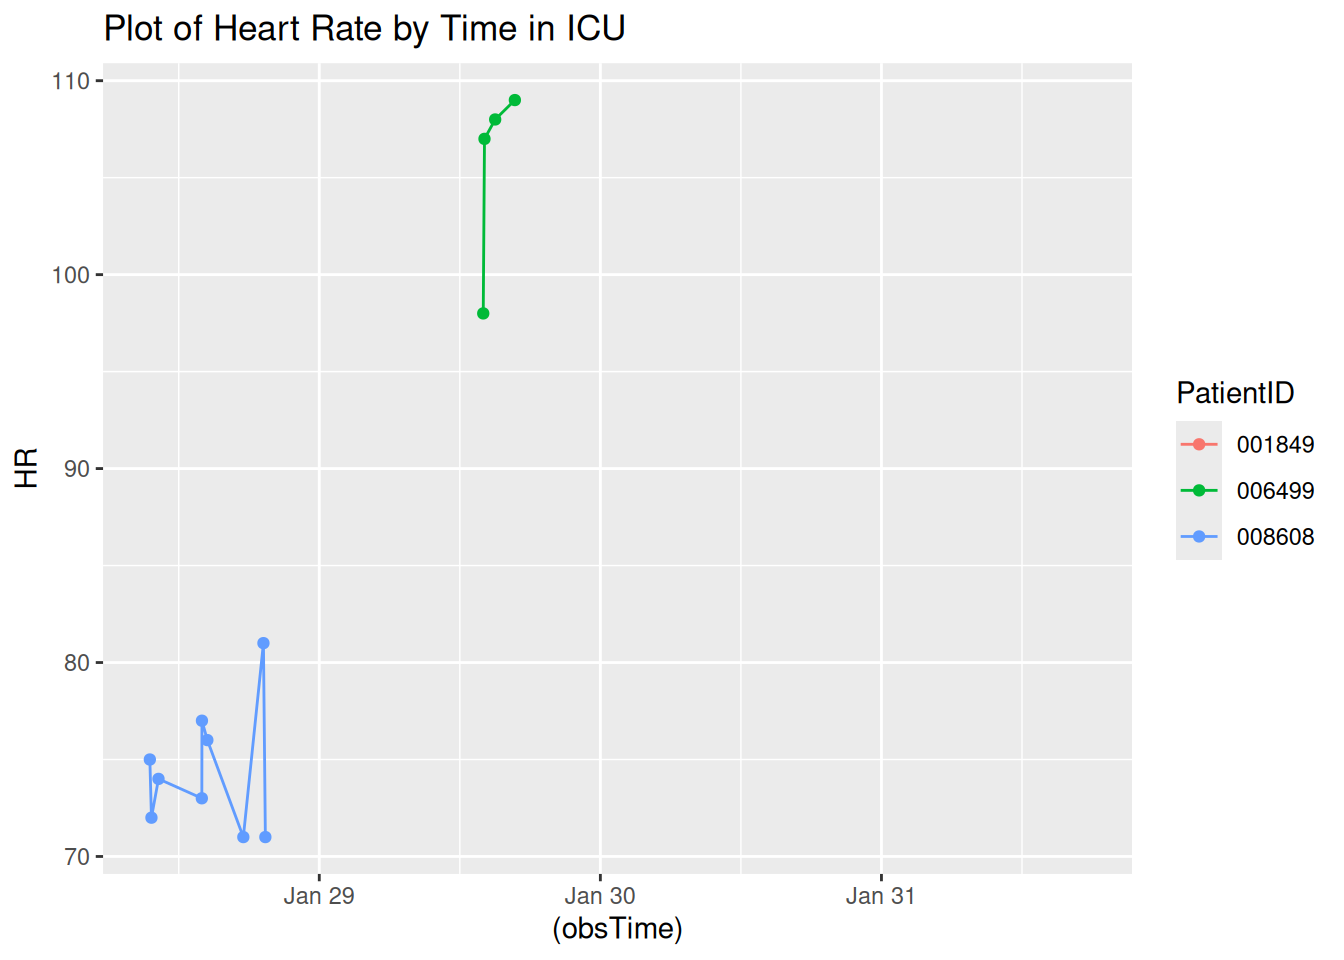 Plot of Heart Rate by Time in ICU
110
100
90
80
70
HR
Jan 29 Jan 30 Jan 31
(obsTime)
PatientID
001849
006499
008608